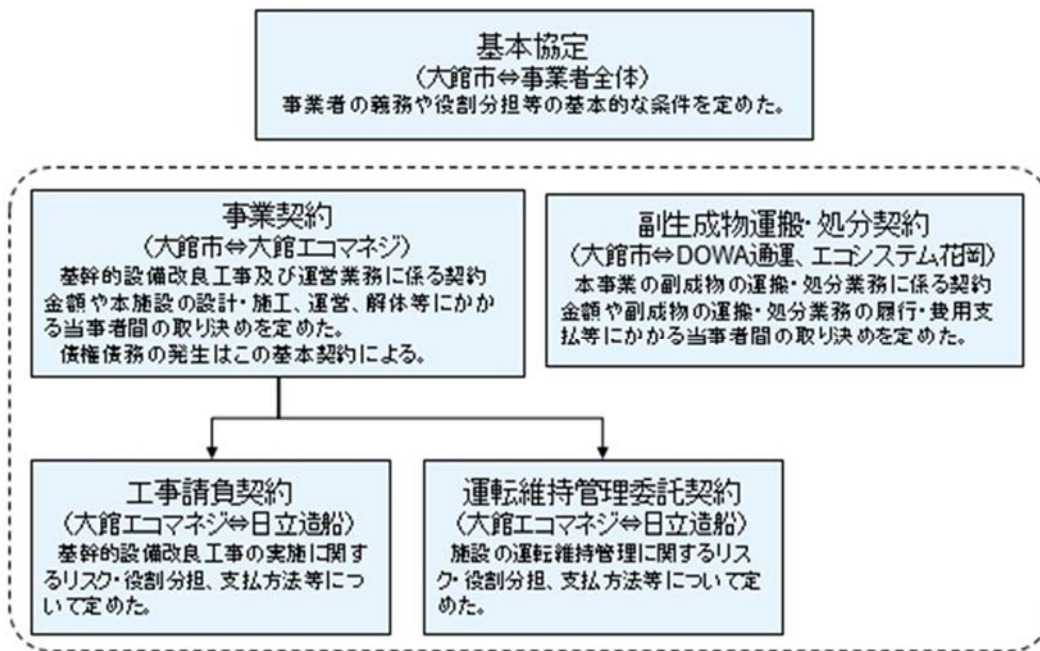 基本協定
（大館市⇔事業者全体）
事業者の義務や役割分担等の基本的な条件を定めた。
事業契約
（大館市⇔大館エコマネジ）
基幹的設備改良工事及び運営業務に係る契約
金額や本施設の設計・施工、運営、解体等にかか
る当事者間の取り決めを定めた。
債権債務の発生はこの基本契約による。
副生成物運搬・処分契約
（大館市⇔DOWA通運、エコシステム花岡）
本事業の副成物の運搬・処分業務に係る契約
金額や副成物の運搬・処分業務の履行・費用支
払等にかかる当事者間の取り決めを定めた。
工事請負契約
（大館エコマネジ⇔日立造船）
基幹的設備改良工事の実施に関す
るリスク・役割分担、支払方法等につ
いて定めた。
運転維持管理委託契約
（大館エコマネジ⇔日立造船）
施設の運転維持管理に関するリス
ク・役割分担、支払方法等について定
めた。